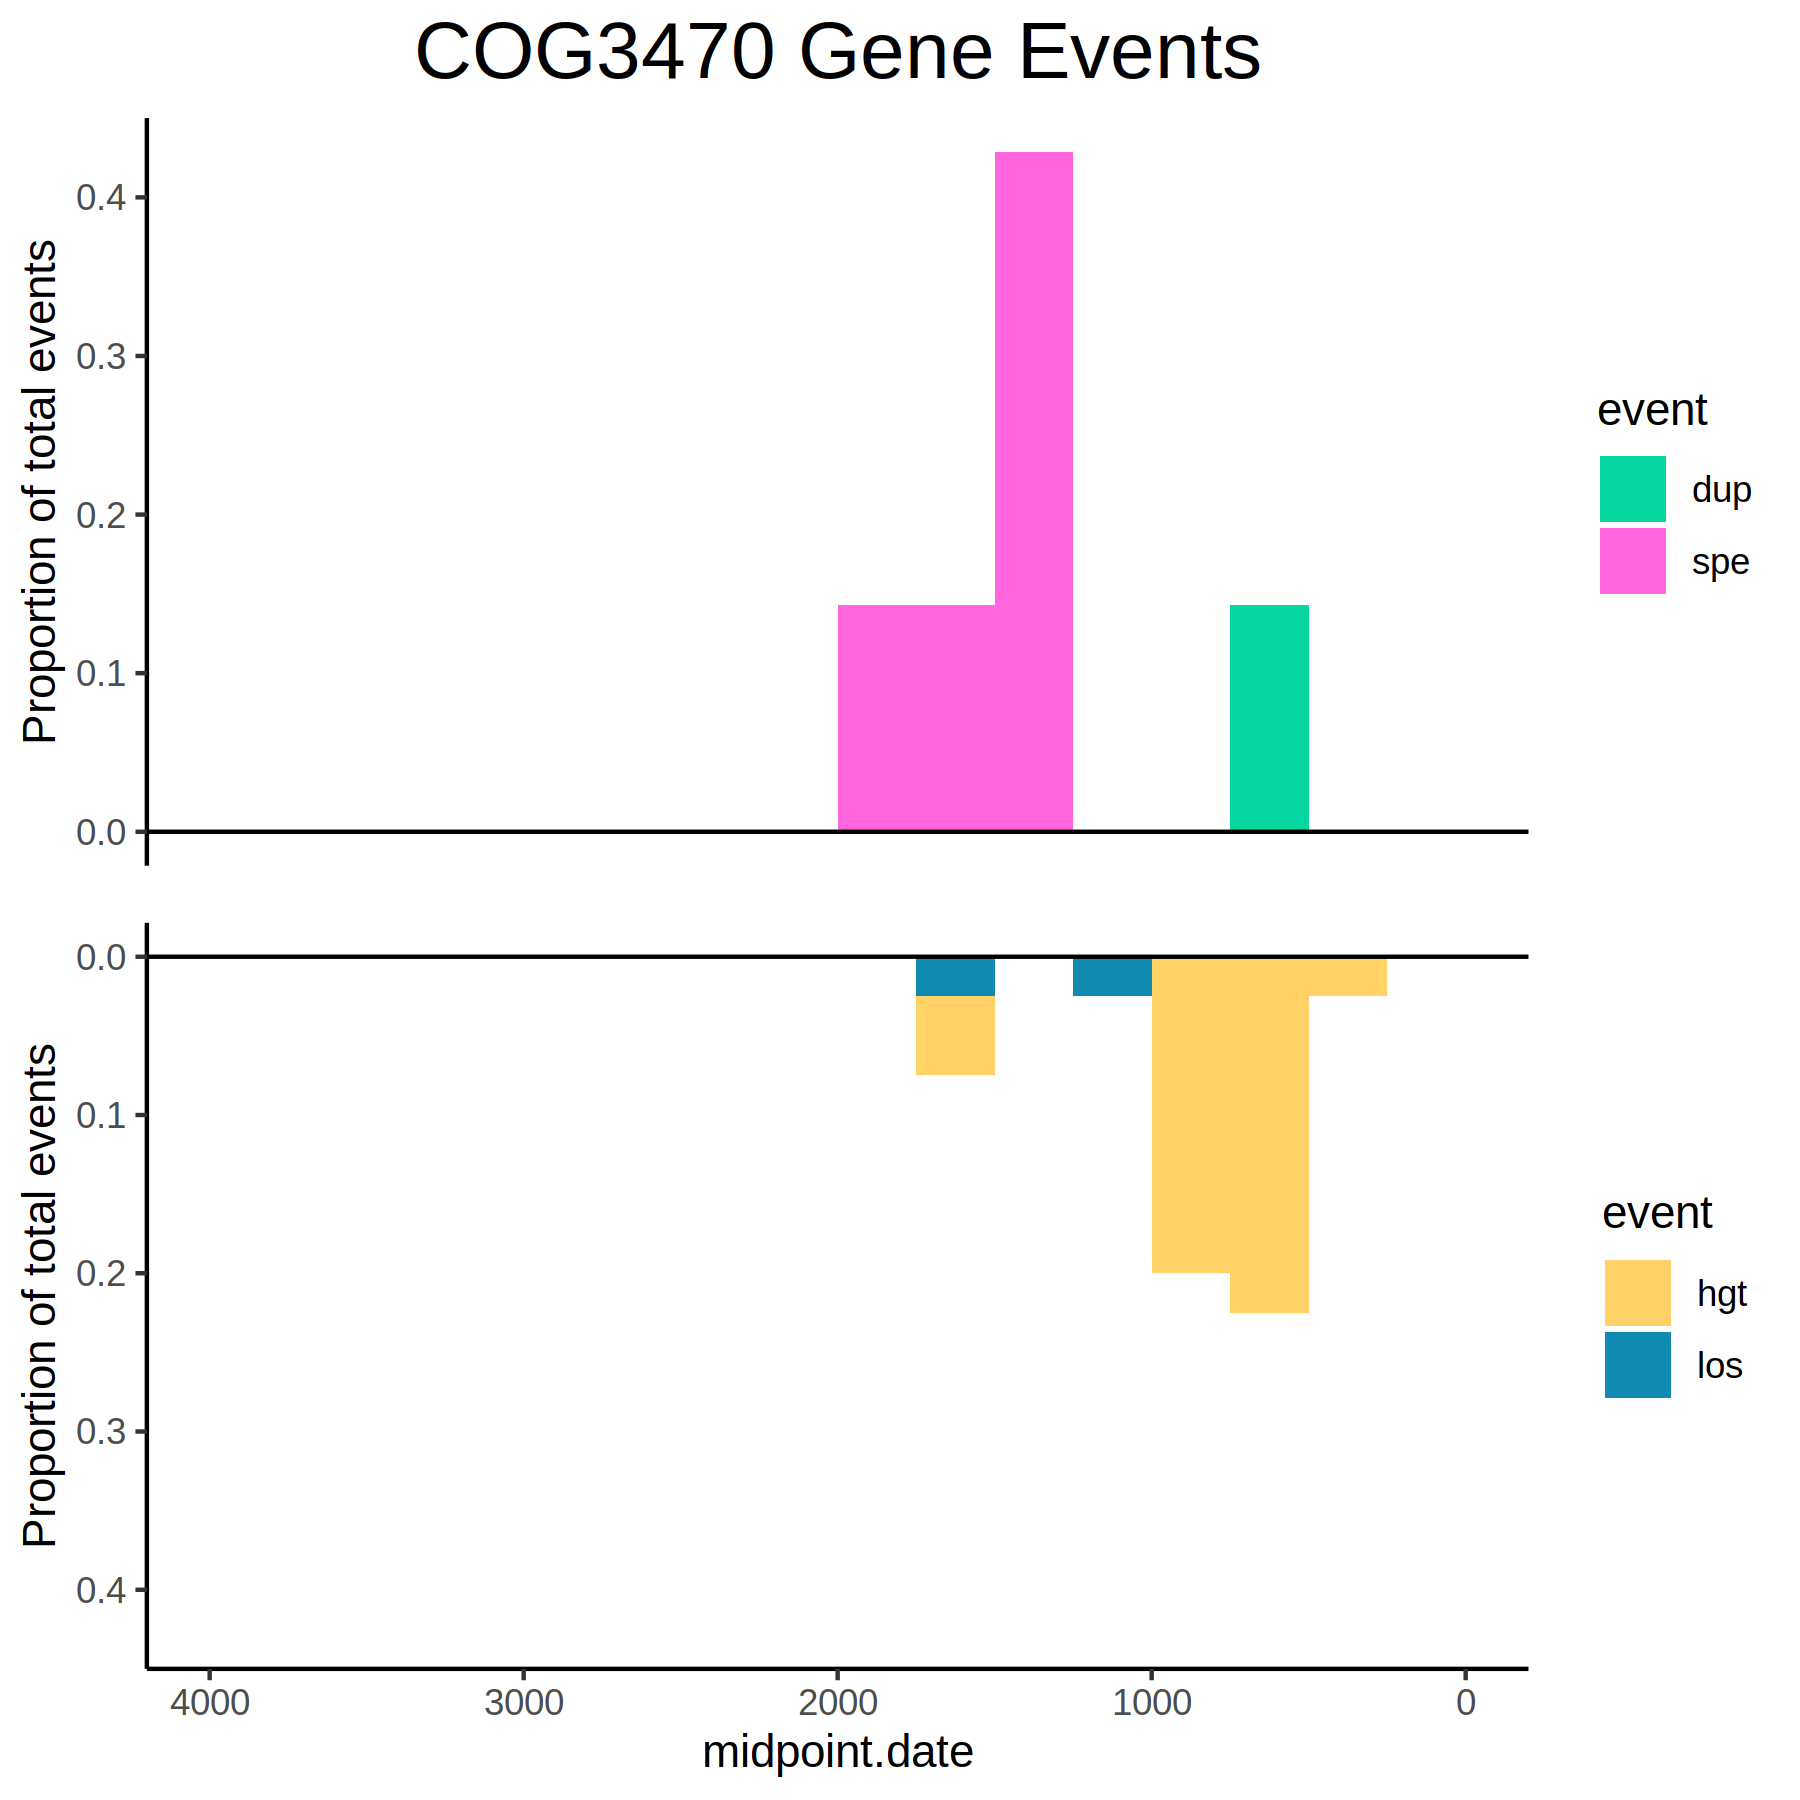 COG3470 Gene Events
Proportion of total events
0.4
0.3
0.2
0.1
0.0
event
dup
spe
Proportion of total events
0.0
0.1
0.2
0.3
0.4
event
hgt
los
4000 3000 2000 1000 0
midpoint.date